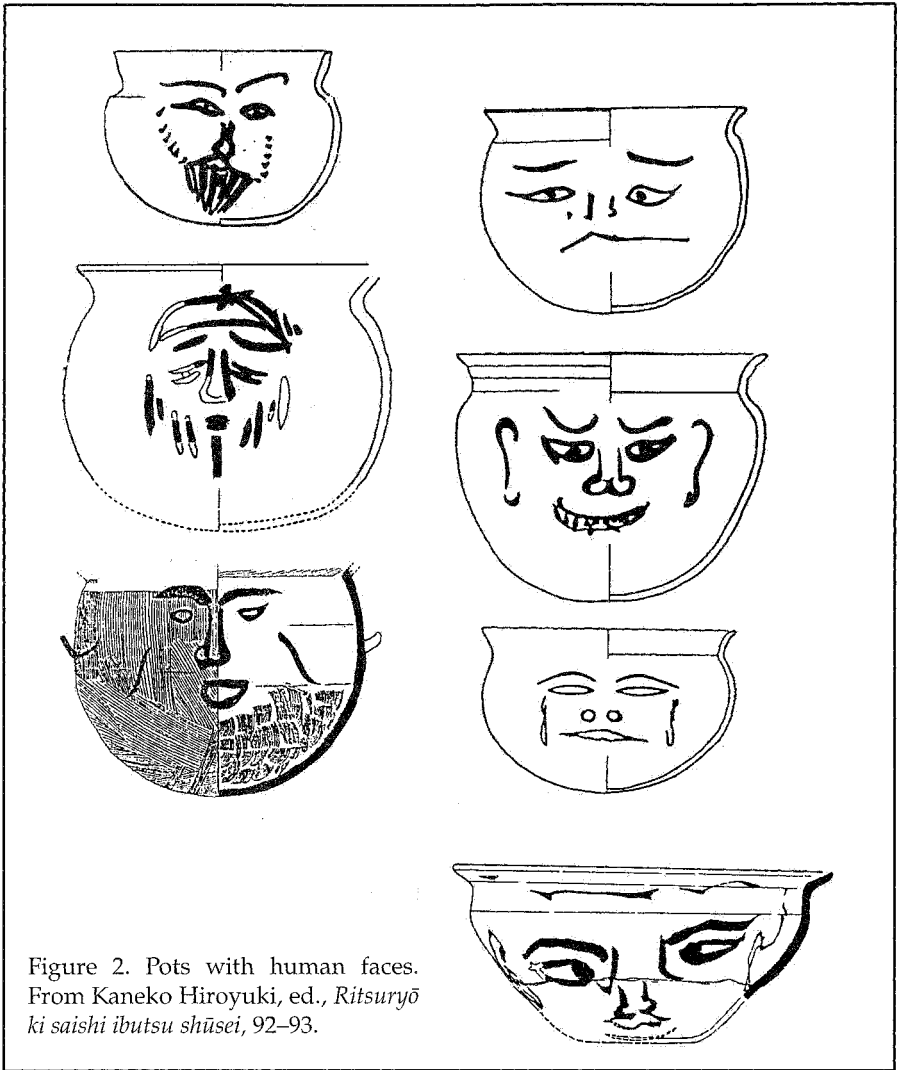 Figure 2. Pots with human faces.
From Kaneko Hiroyuki, ed., Ritsuryō
ki saishi ibutsu shūsei, 92–93.